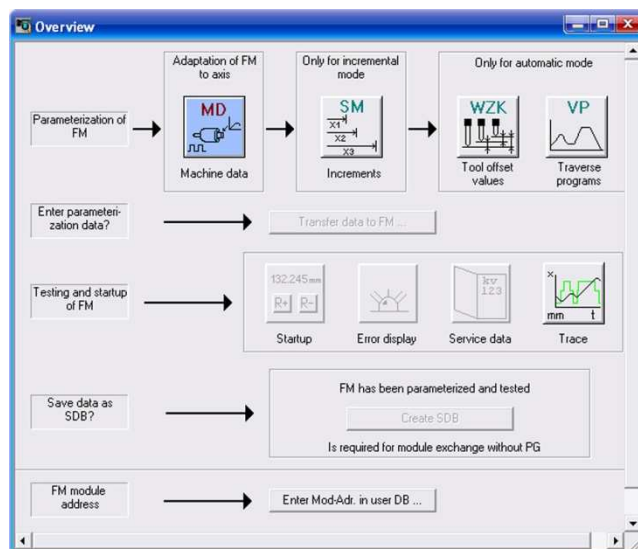 Overview
Adaptation of FM
to axis
Only for incremental
mode
Only for automatic mode
Parameterization of
FM
MD
SM
X1
X2
X3
WZK
VP
Machine data
Increments
Tool offset
values
Traverse
programs
Enter parameteri-
zation data?
Transfer data to FM ...
Testing and startup
of FM
132.245mm
R+ R-
kv
123
x
mm t
Startup
Error display
Service data
Trace
Save data as
SDB?
FM has been parameterized and tested
Create SDB
Is required for module exchange without PG
FM module
address
Enter Mod-Adr. in user DB ...